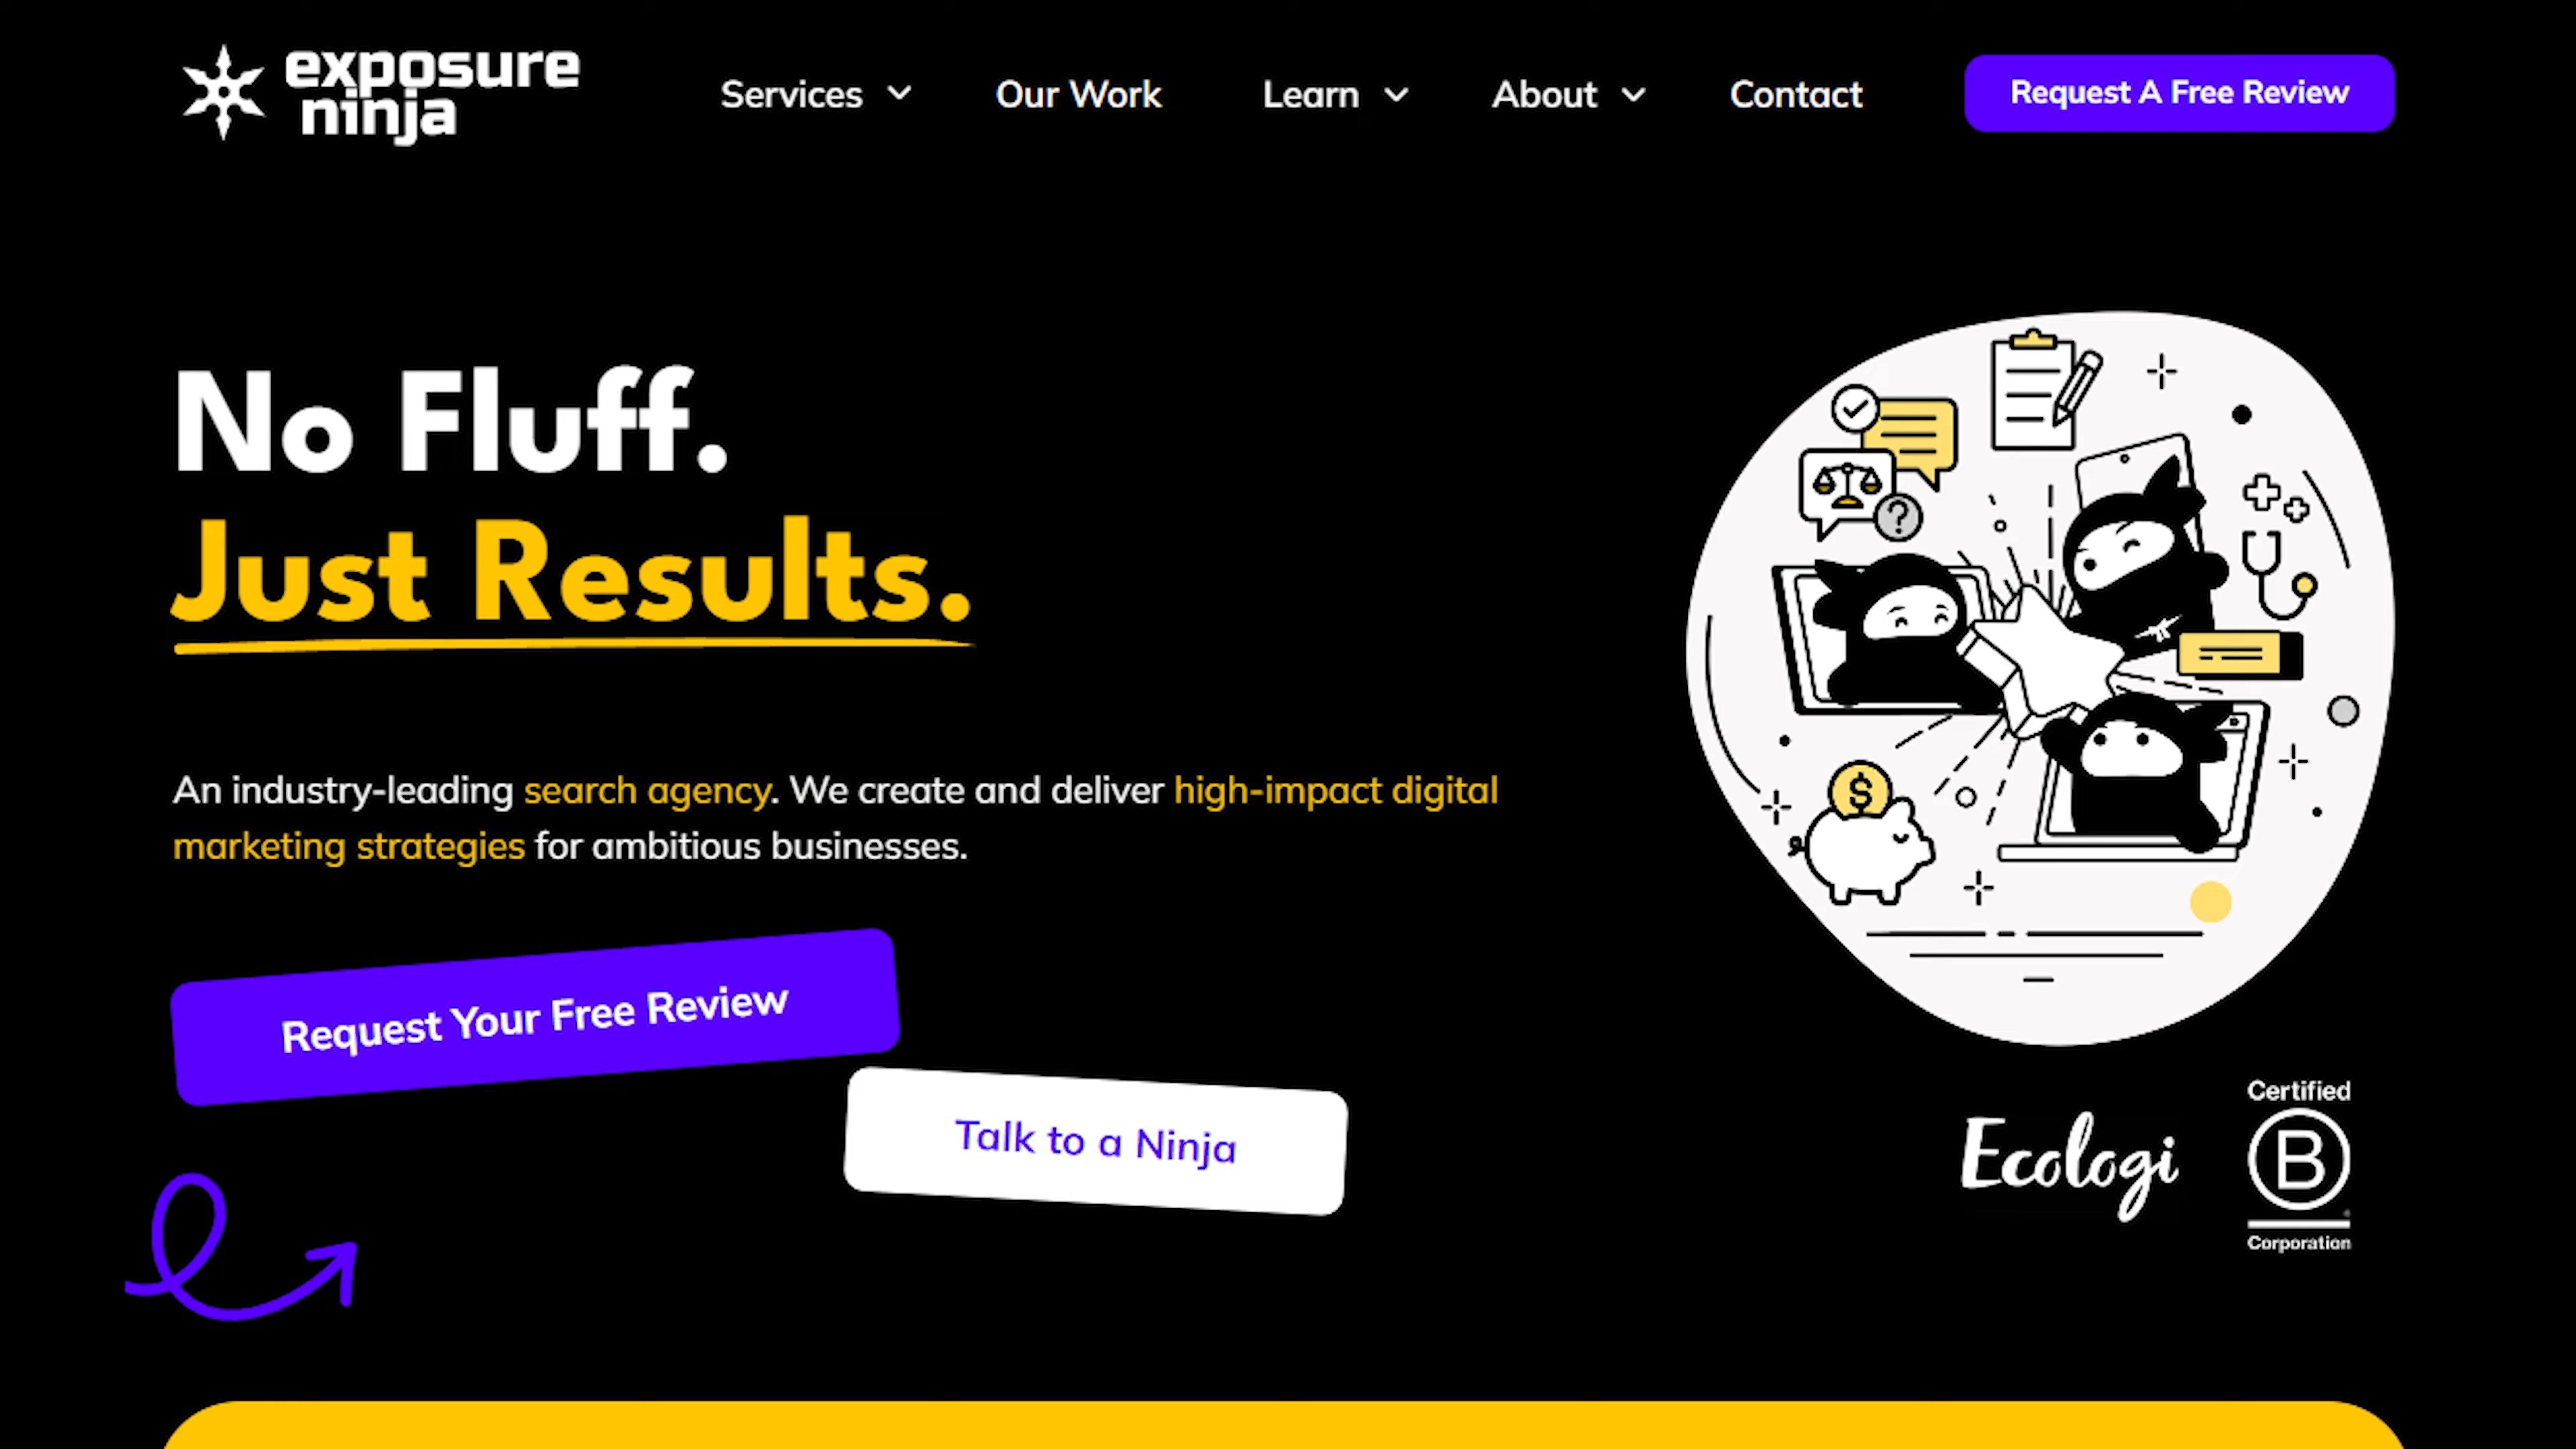 exposure
ninja
Services
Our Work
Learn
About
Contact
Request A Free Review
No Fluff.
Just Results.
An industry-leading search agency. We create and deliver high-impact digital
marketing strategies for ambitious businesses.
Request Your Free Review
Talk to a Ninja
Ecologi
Certified
B
Corporation